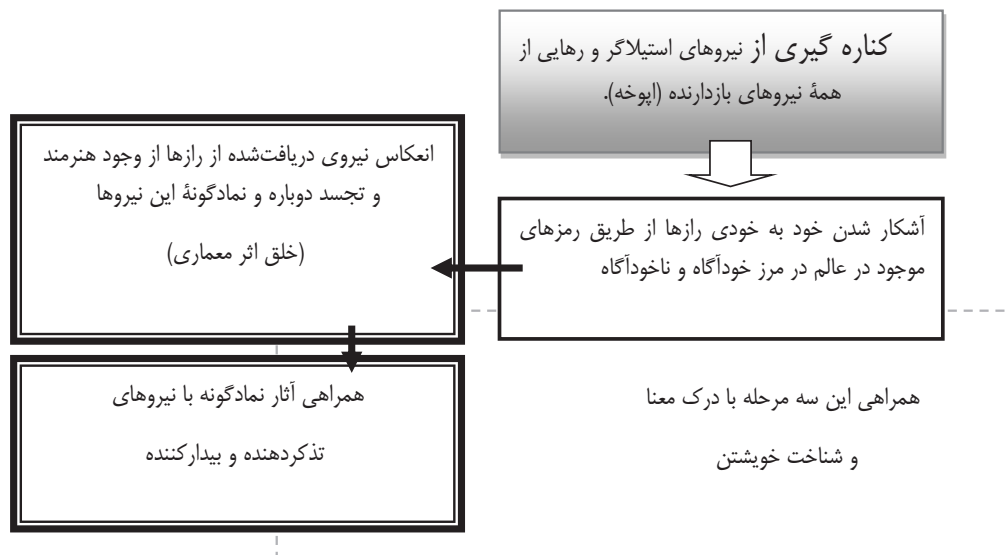 کناره گیری از نیروهای استیلاگر و رهایی از
همۀ نیروهای بازدارنده (اپوخه).
آشکار شدن خود به خودی رازها از طریق رمزهای
موجود در عالم در مرز خودآگاه و ناخودآگاه
انعکاس نیروی دریافت‌شده از رازها از وجود هنرمند
و تجسد دوباره و نمادگونۀ این نیروها
(خلق اثر معماری)
همراهی آثار نمادگونه با نیروهای
تذکردهنده و بیدارکننده
همراهی این سه مرحله با درک معنا
و شناخت خویشتن